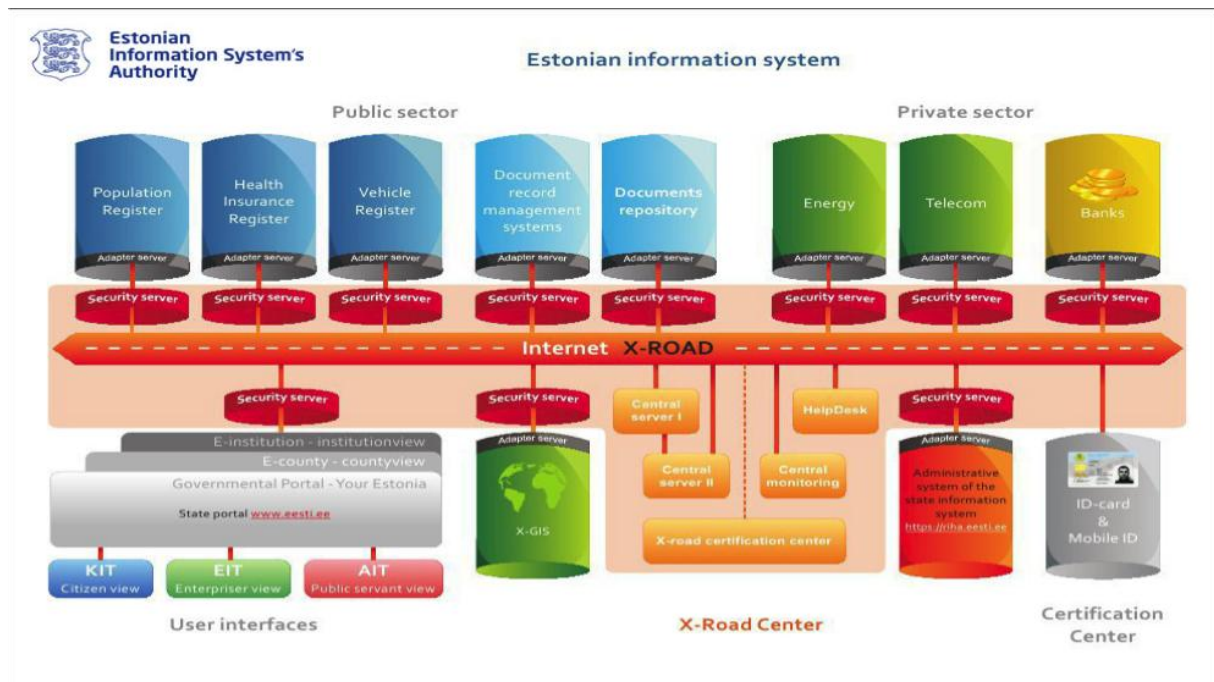 Estonian
Information System's
Authority
Estonian information system
Public sector
Private sector
Population
Register
Adapter server
Security server
Health
Insurance
Register
Adapter server
Security server
Vehicle
Register
Adapter server
Security server
Document
record
management
systems
Adapter server
Security server
Documents
repository
Adapter server
Security server
Energy
Adapter server
Security server
Telecom
Adapter server
Security server
Banks
Adapter server
Security server
Internet X-ROAD
Security server
E-institution - institutionview
E-county - countyview
Governmental Portal - Your Estonia
State portal www.eesti.ee
KIT
Citizen view
EIT
Enterpriser view
AIT
Public servant view
User interfaces
Security server
Adapter server
X-GIS
Central
server I
Central
server II
HelpDesk
Central
monitoring
X-road certification center
X-Road Center
Security server
Adapter server
Administrative
system of the
state information
system
https://riha.eesti.ee
ID-card
&
Mobile ID
Certification
Center